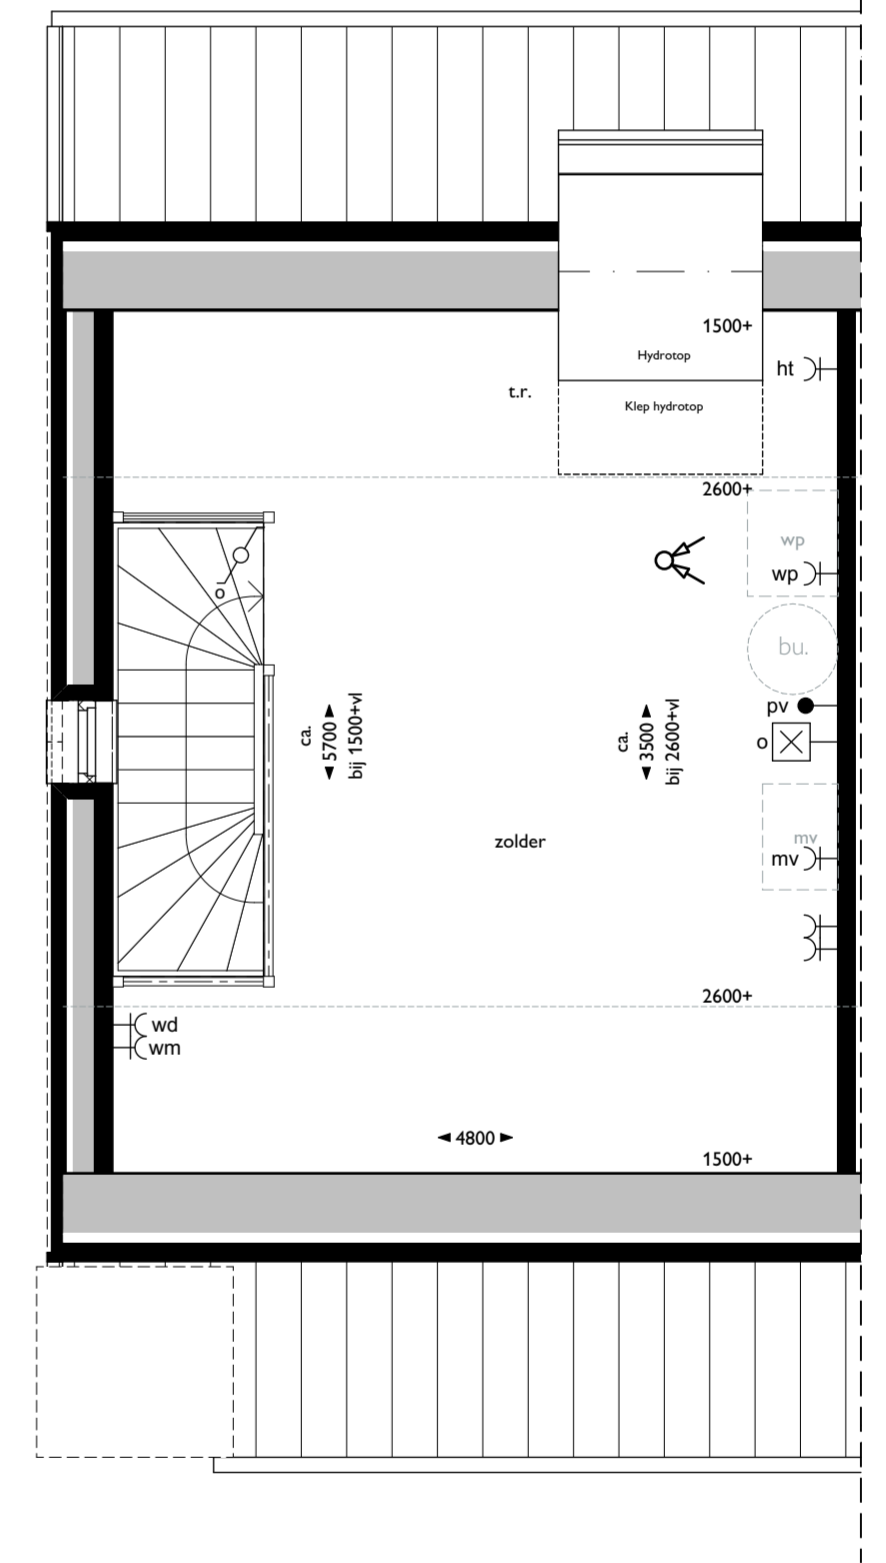 1500+
Hydrotop
ht
t.r.
Klep hydrotop
2600+
wp
wp
o
bu.
ca.
5700
bij 1500+vl
ca.
3500
bij 2600+vl
pv
o
zolder
mv
mv
2600+
wd
wm
4800
1500+